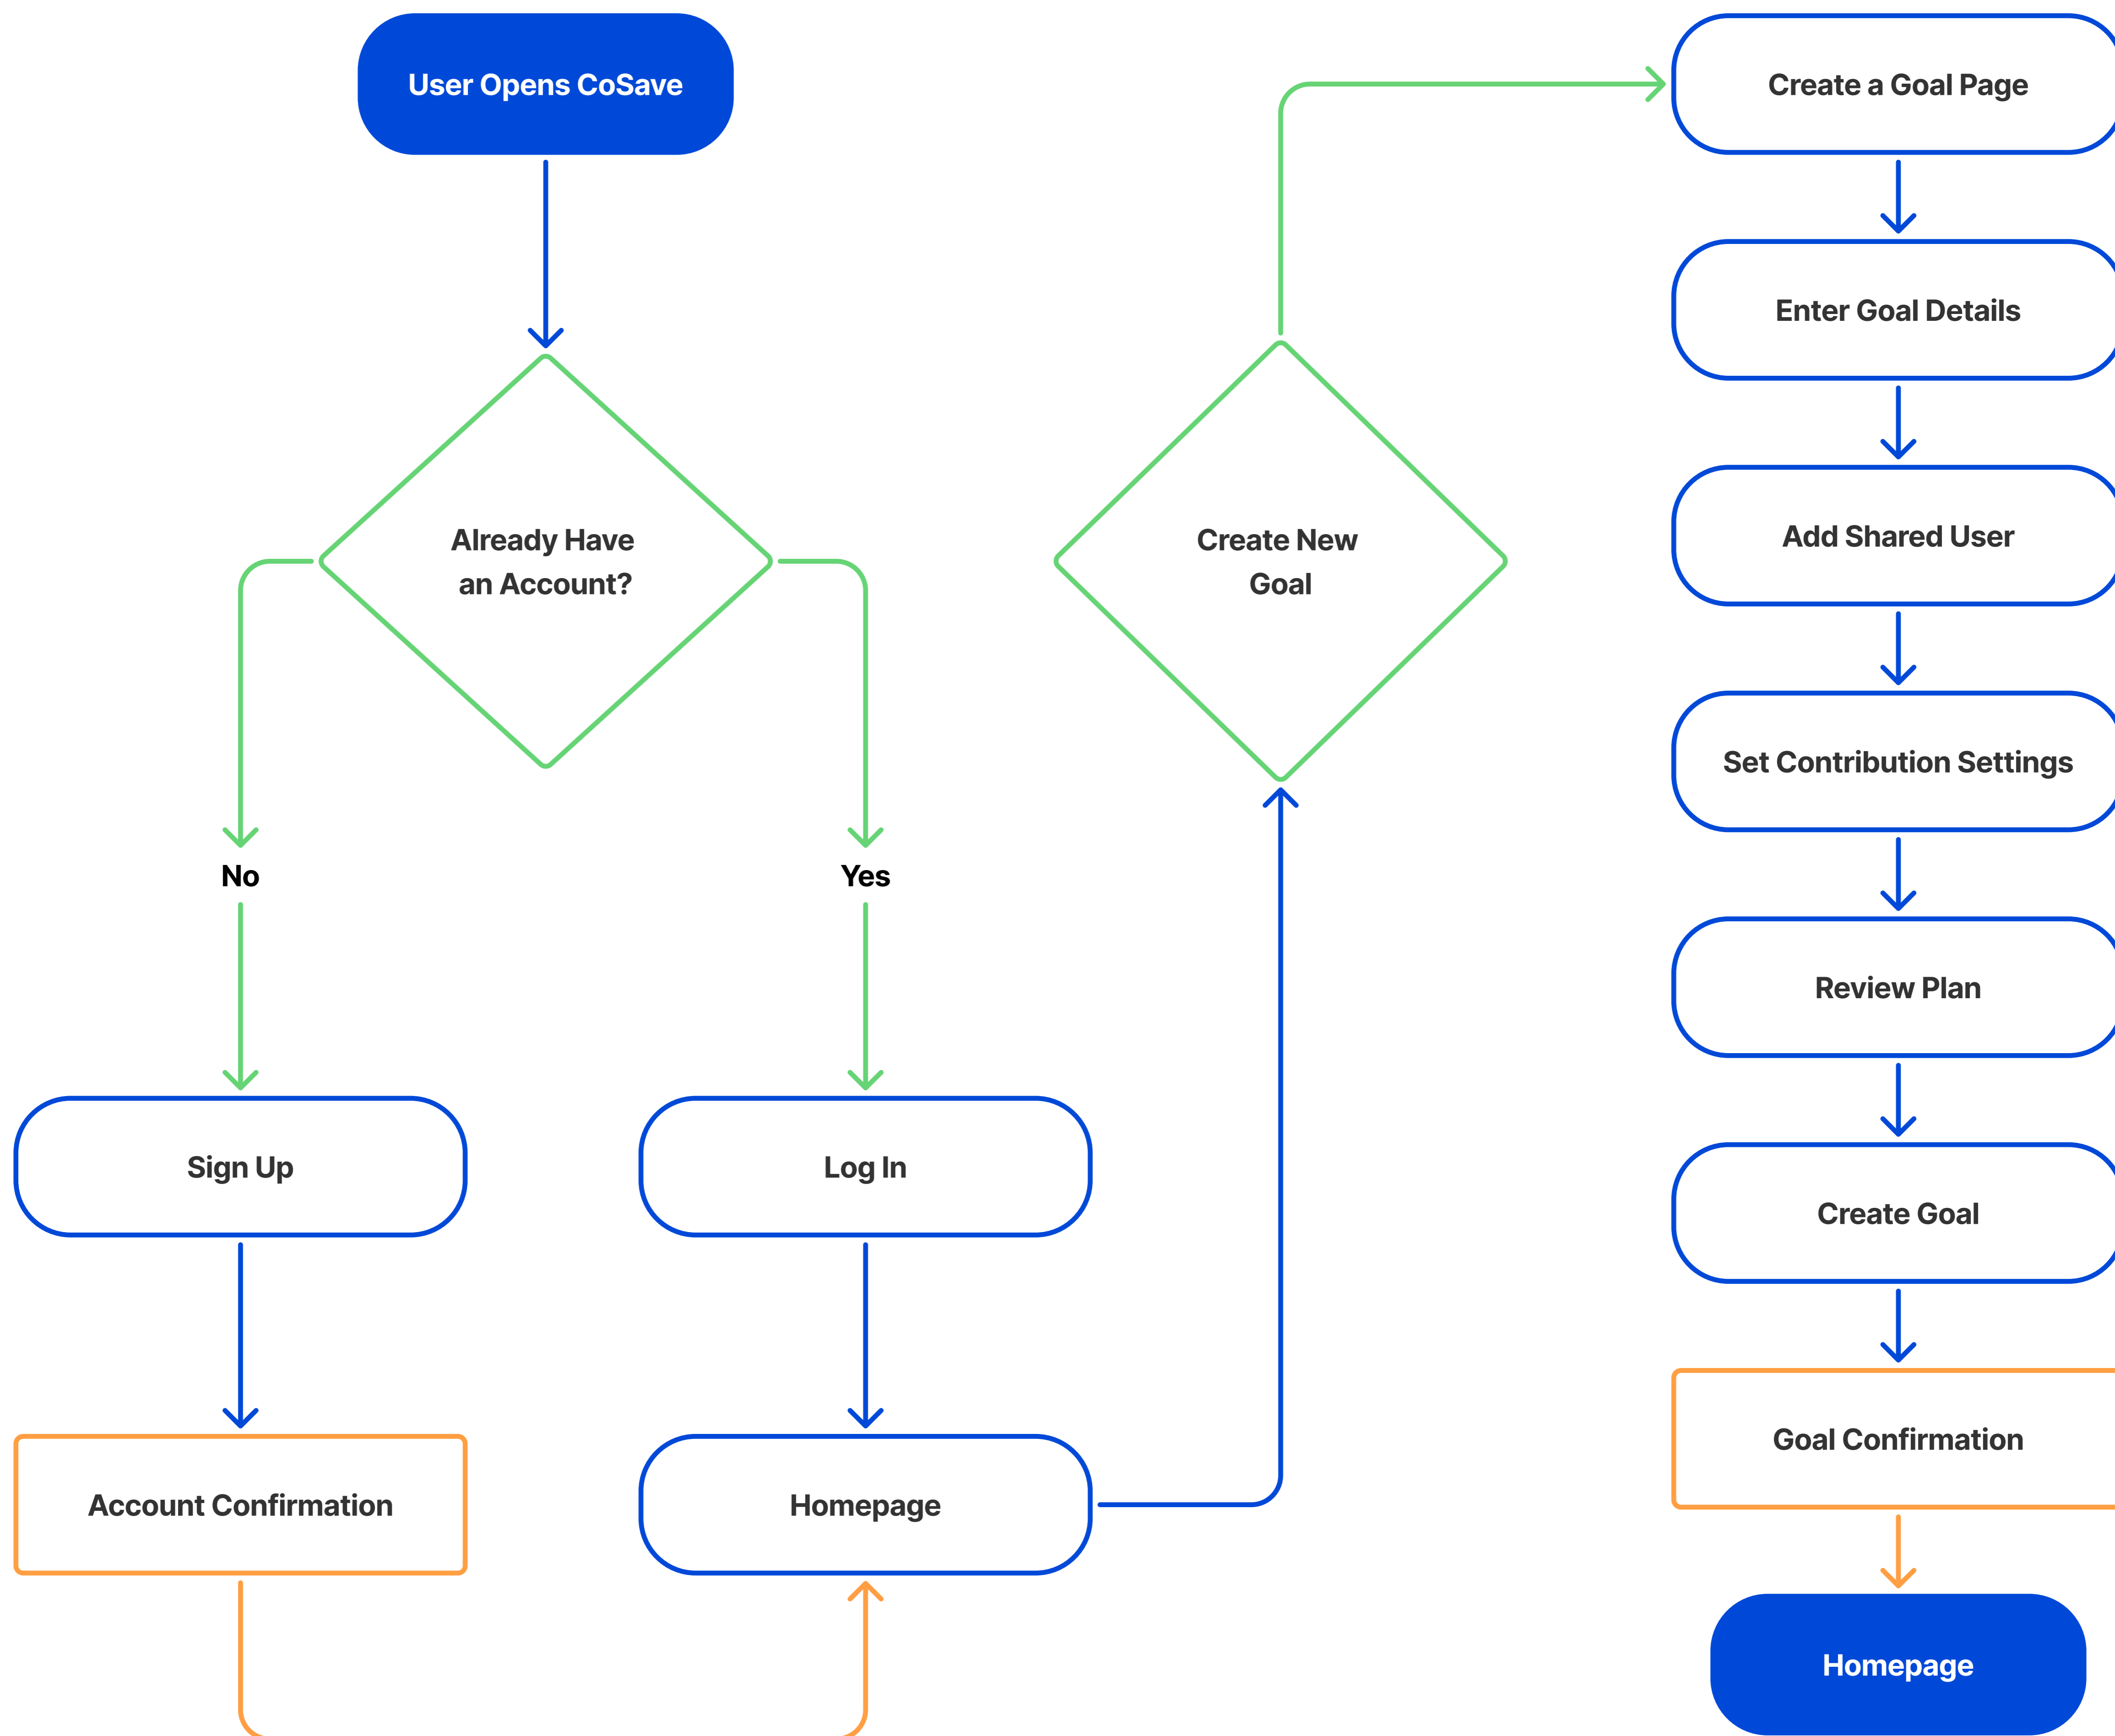 User Opens CoSave
Already Have
an Account?
No
Yes
Sign Up
Log In
Account Confirmation
Homepage
Create New
Goal
Create a Goal Page
Enter Goal Details
Add Shared User
Set Contribution Settings
Review Plan
Create Goal
Goal Confirmation
Homepage